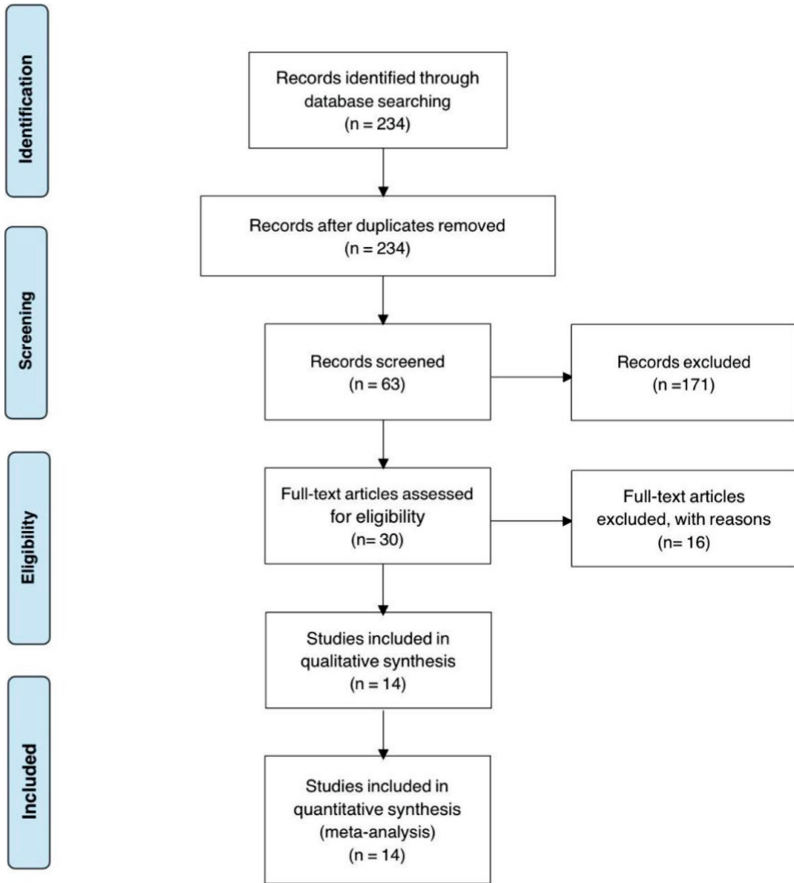 Identification
Records identified through
database searching
(n = 234)
Records after duplicates removed
(n = 234)
Screening
Records screened
(n = 63)
Records excluded
(n =171)
Eligibility
Full-text articles assessed
for eligibility
(n= 30)
Full-text articles
excluded, with reasons
(n= 16)
Studies included in
qualitative synthesis
(n = 14)
Included
Studies included in
quantitative synthesis
(meta-analysis)
(n = 14)